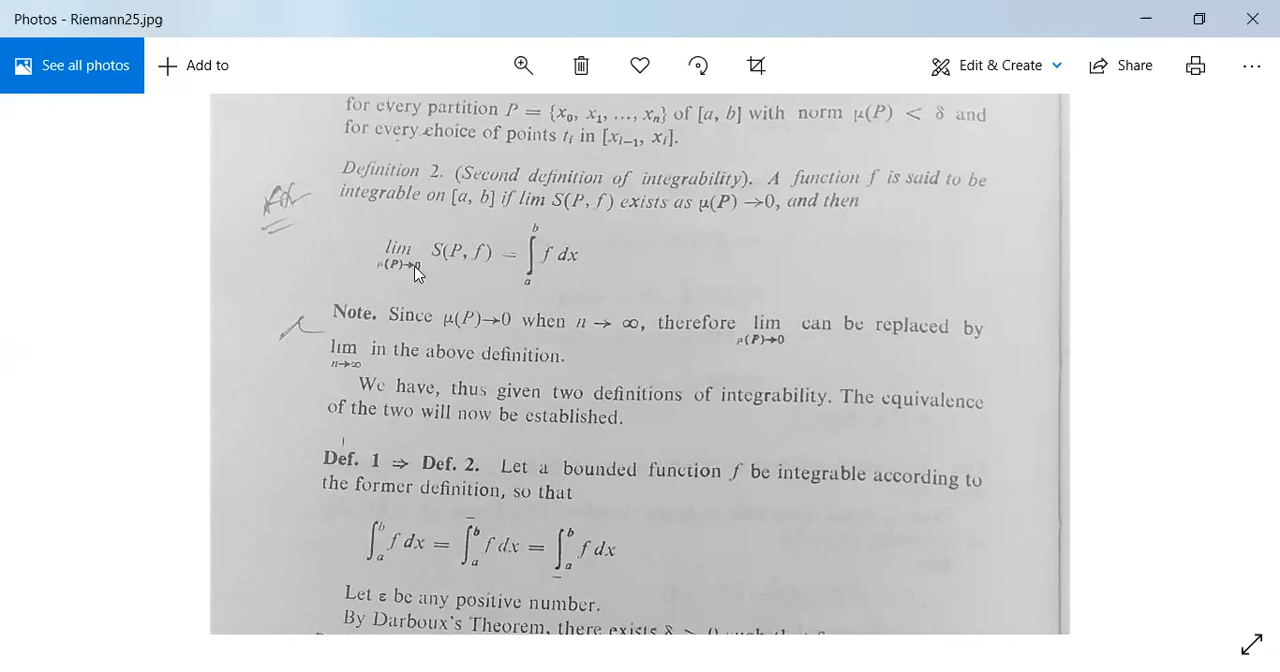 Photos - Riemann25.jpg
See all photos
Add to
Edit & Create
Share
for every partition P = {x₀, x₁, ..., xₙ} of [a, b] with norm μ(P) < δ and
for every choice of points tᵢ in [xᵢ₋₁, xᵢ].
Definition 2. (Second definition of integrability). A function f is said to be
integrable on [a, b] if lim S(P, f) exists as μ(P) →0, and then
lim S(P, f) = ∫ f dx
μ(P)→0
b
a
Note. Since μ(P)→0 when n → ∞, therefore lim can be replaced by
μ(P)→0
lim in the above definition.
n→∞
We have, thus given two definitions of integrability. The equivalence
of the two will now be established.
Def. 1 ⇒ Def. 2. Let a bounded function f be integrable according to
the former definition, so that
∫ₐᵇ f dx = ∫ₐᵇ̄ f dx = ∫ₐ̲ᵇ f dx
Let ε be any positive number.
By Darboux's Theorem, there exists δ >